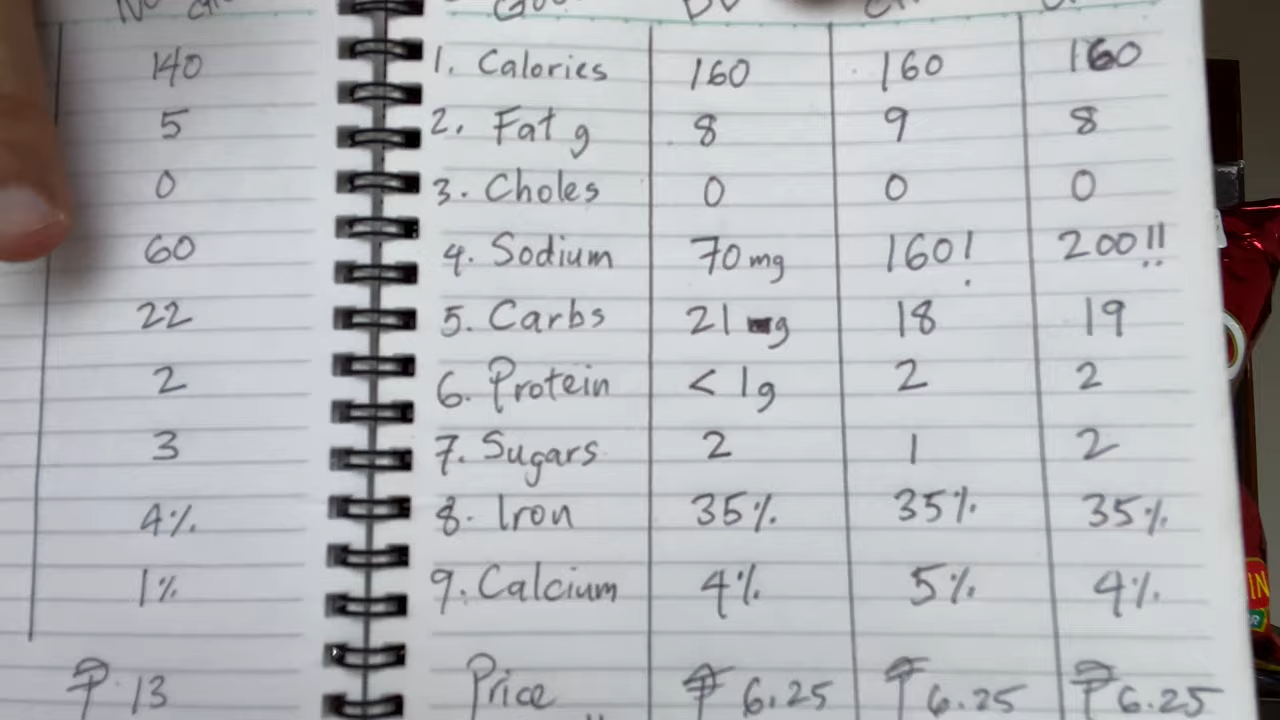 140 1. Calories 160 160 160
5 2. Fat g 8 9 8
0 3. Choles 0 0 0
60 4. Sodium 70 mg 160! 200!!
22 5. Carbs 21 g 18 19
2 6. Protein < 1g 2 2
3 7. Sugars 2 1 2
4% 8. Iron 35% 35% 35%
1% 9. Calcium 4% 5% 4%
₱ 13 Price ₱ 6.25 ₱ 6.25 ₱ 6.25
IN